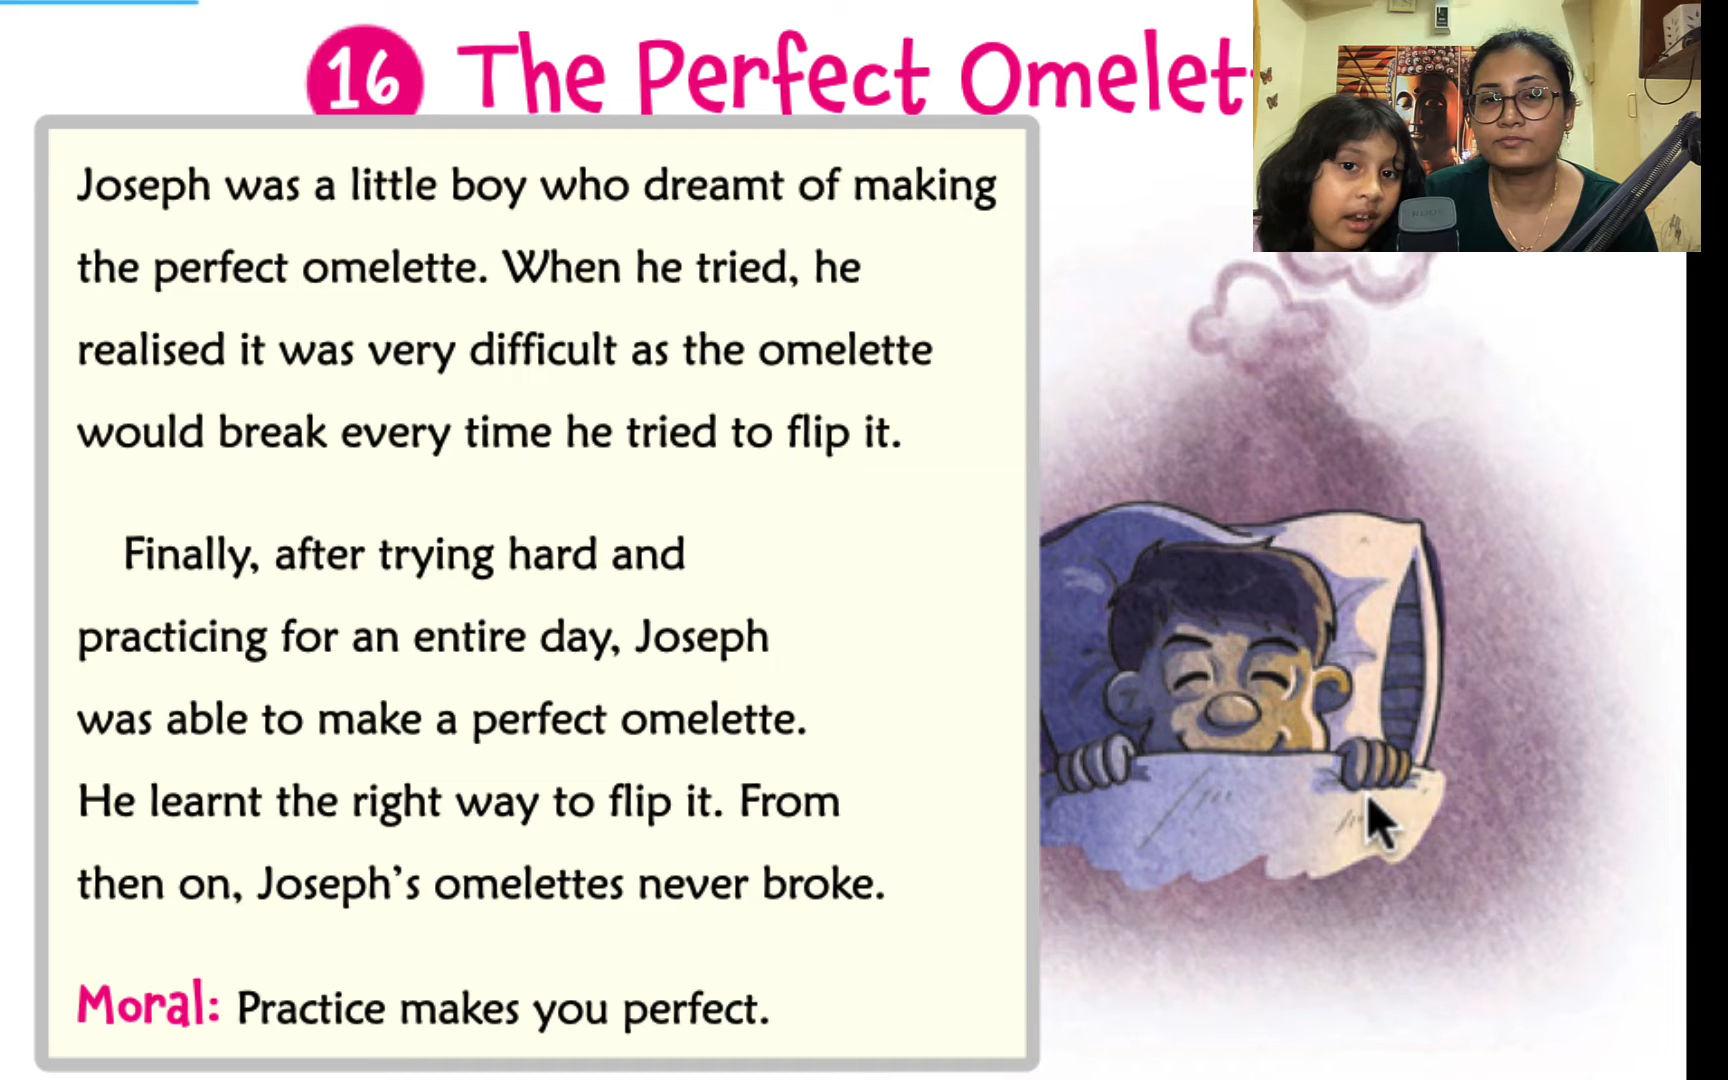 16 The Perfect Omelet
Joseph was a little boy who dreamt of making
the perfect omelette. When he tried, he
realised it was very difficult as the omelette
would break every time he tried to flip it.
Finally, after trying hard and
practicing for an entire day, Joseph
was able to make a perfect omelette.
He learnt the right way to flip it. From
then on, Joseph's omelettes never broke.
Moral: Practice makes you perfect.